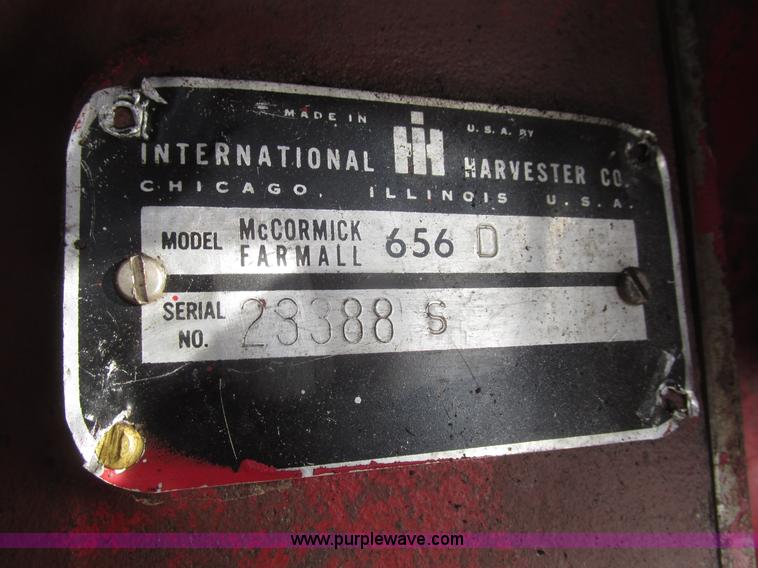 MADE IN IH U.S.A. BY
INTERNATIONAL HARVESTER CO.
CHICAGO, ILLINOIS U.S.A.
MODEL McCORMICK FARMALL 656 D
SERIAL NO. 23388 S
www.purplewave.com